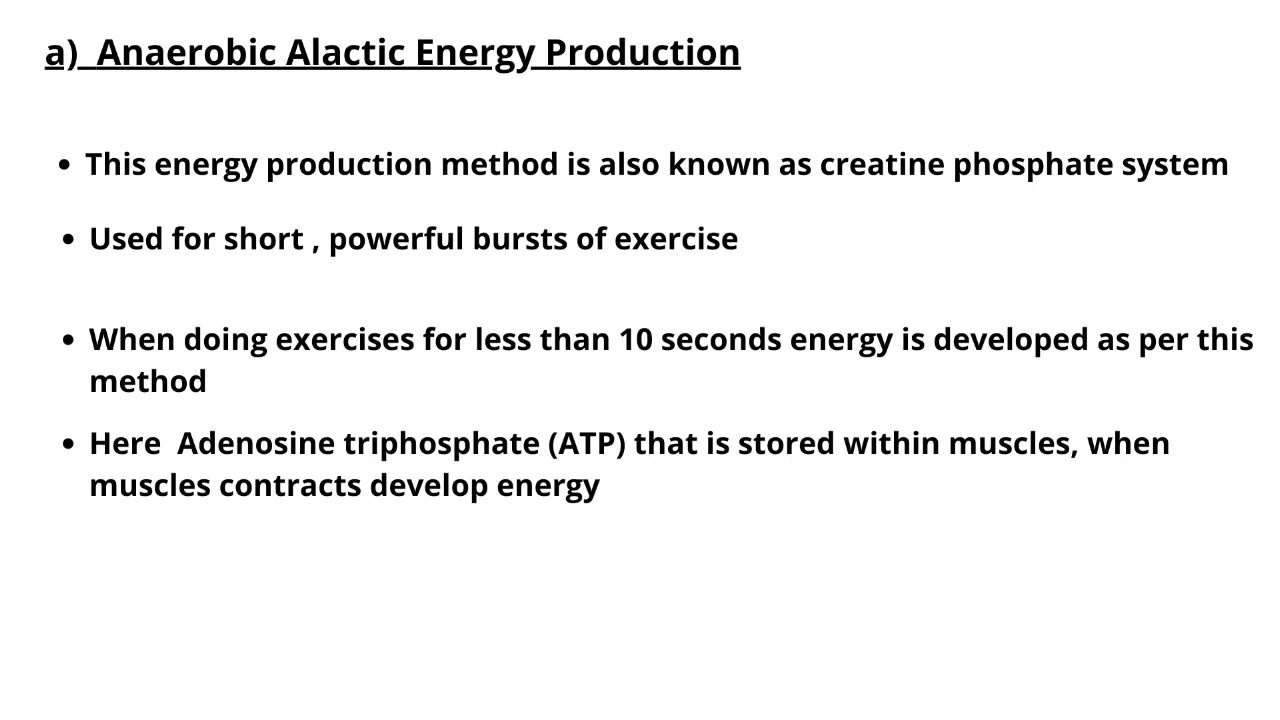 a)  Anaerobic Alactic Energy Production
• This energy production method is also known as creatine phosphate system
• Used for short , powerful bursts of exercise
• When doing exercises for less than 10 seconds energy is developed as per this
method
• Here  Adenosine triphosphate (ATP) that is stored within muscles, when
muscles contracts develop energy